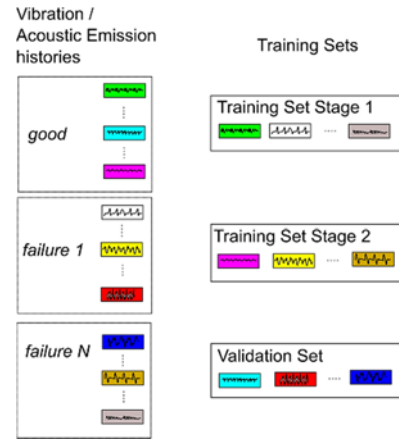 Vibration /
Acoustic Emission
histories
Training Sets
good
failure 1
failure N
Training Set Stage 1
Training Set Stage 2
Validation Set